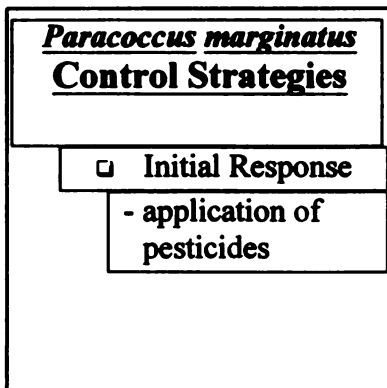 Paracoccus marginatus
Control Strategies
❑ Initial Response
- application of
pesticides